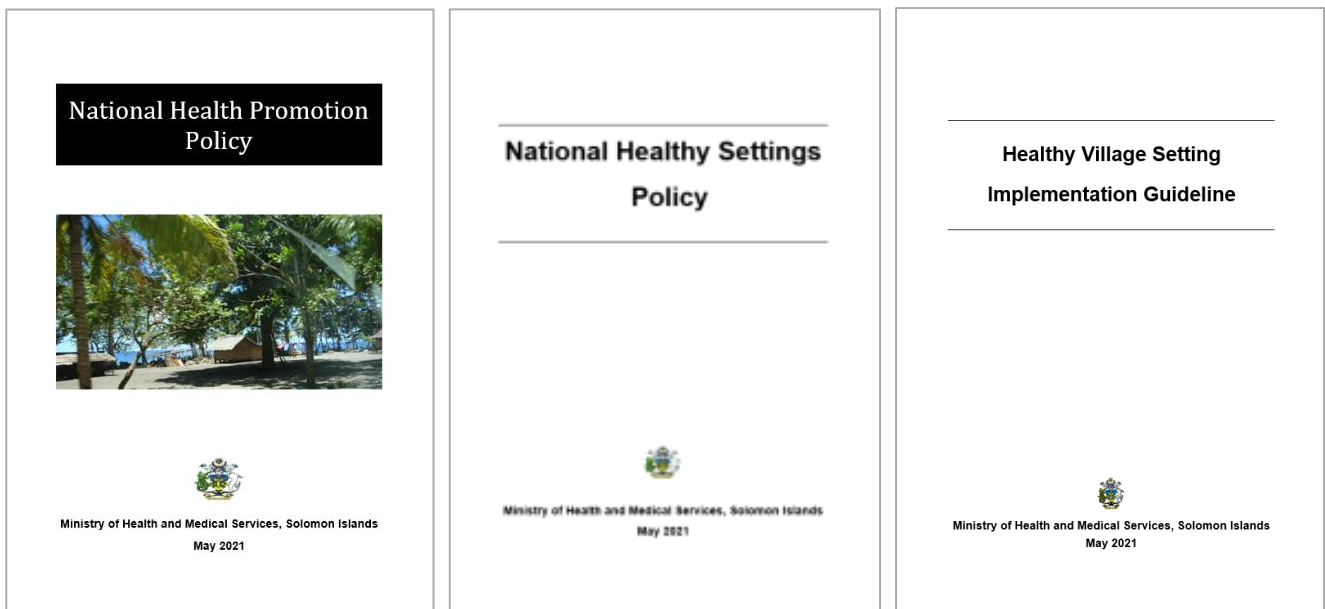 National Health Promotion
Policy
Ministry of Health and Medical Services, Solomon Islands
May 2021
National Healthy Settings
Policy
Ministry of Health and Medical Services, Solomon Islands
May 2021
Healthy Village Setting
Implementation Guideline
Ministry of Health and Medical Services, Solomon Islands
May 2021